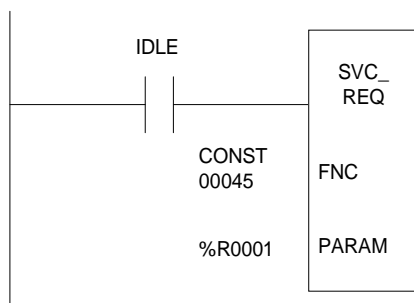 IDLE
SVC_
REQ
CONST
00045
FNC
%R0001
PARAM